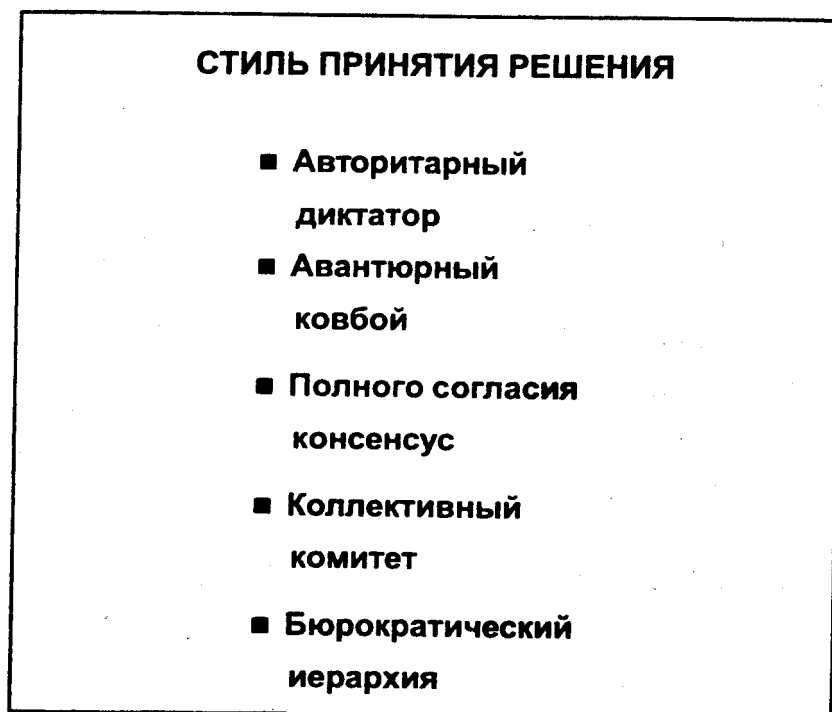 СТИЛЬ ПРИНЯТИЯ РЕШЕНИЯ
■ Авторитарный
диктатор
■ Авантюрный
ковбой
■ Полного согласия
консенсус
■ Коллективный
комитет
■ Бюрократический
иерархия